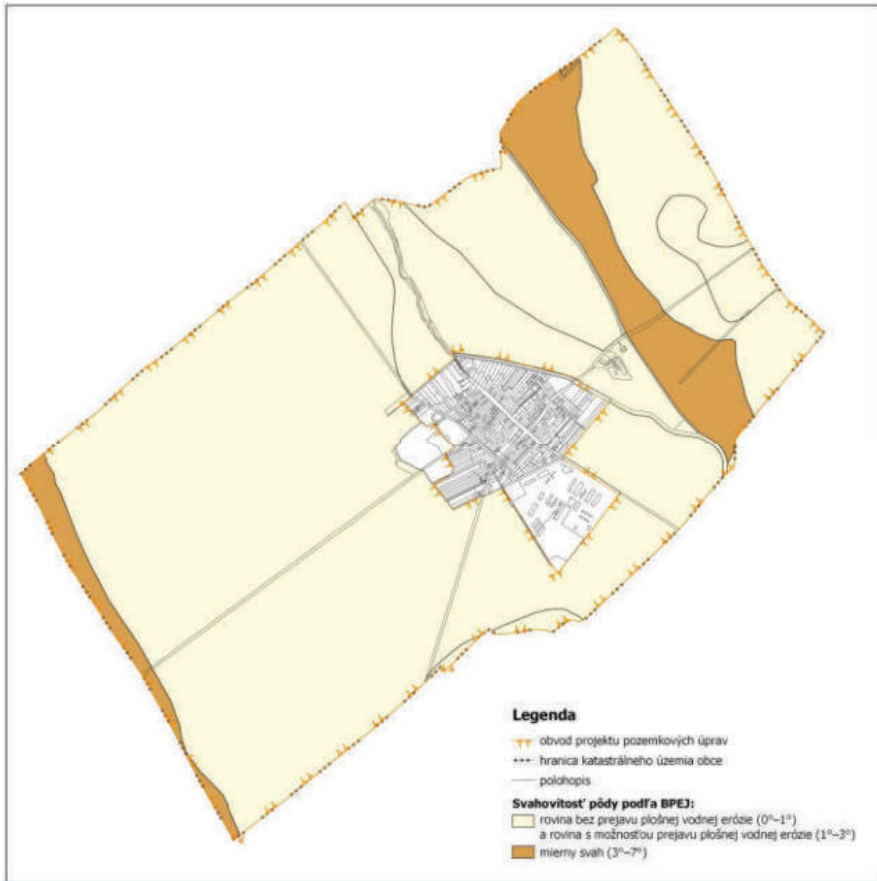 Legenda
obvod projektu pozemkových úprav
hranica katastrálneho územia obce
polohopis
Svahovitosť pôdy podľa BPEJ:
rovina bez prejavu plošnej vodnej erózie (0°–1°)
a rovina s možnosťou prejavu plošnej vodnej erózie (1°–3°)
mierny svah (3°–7°)